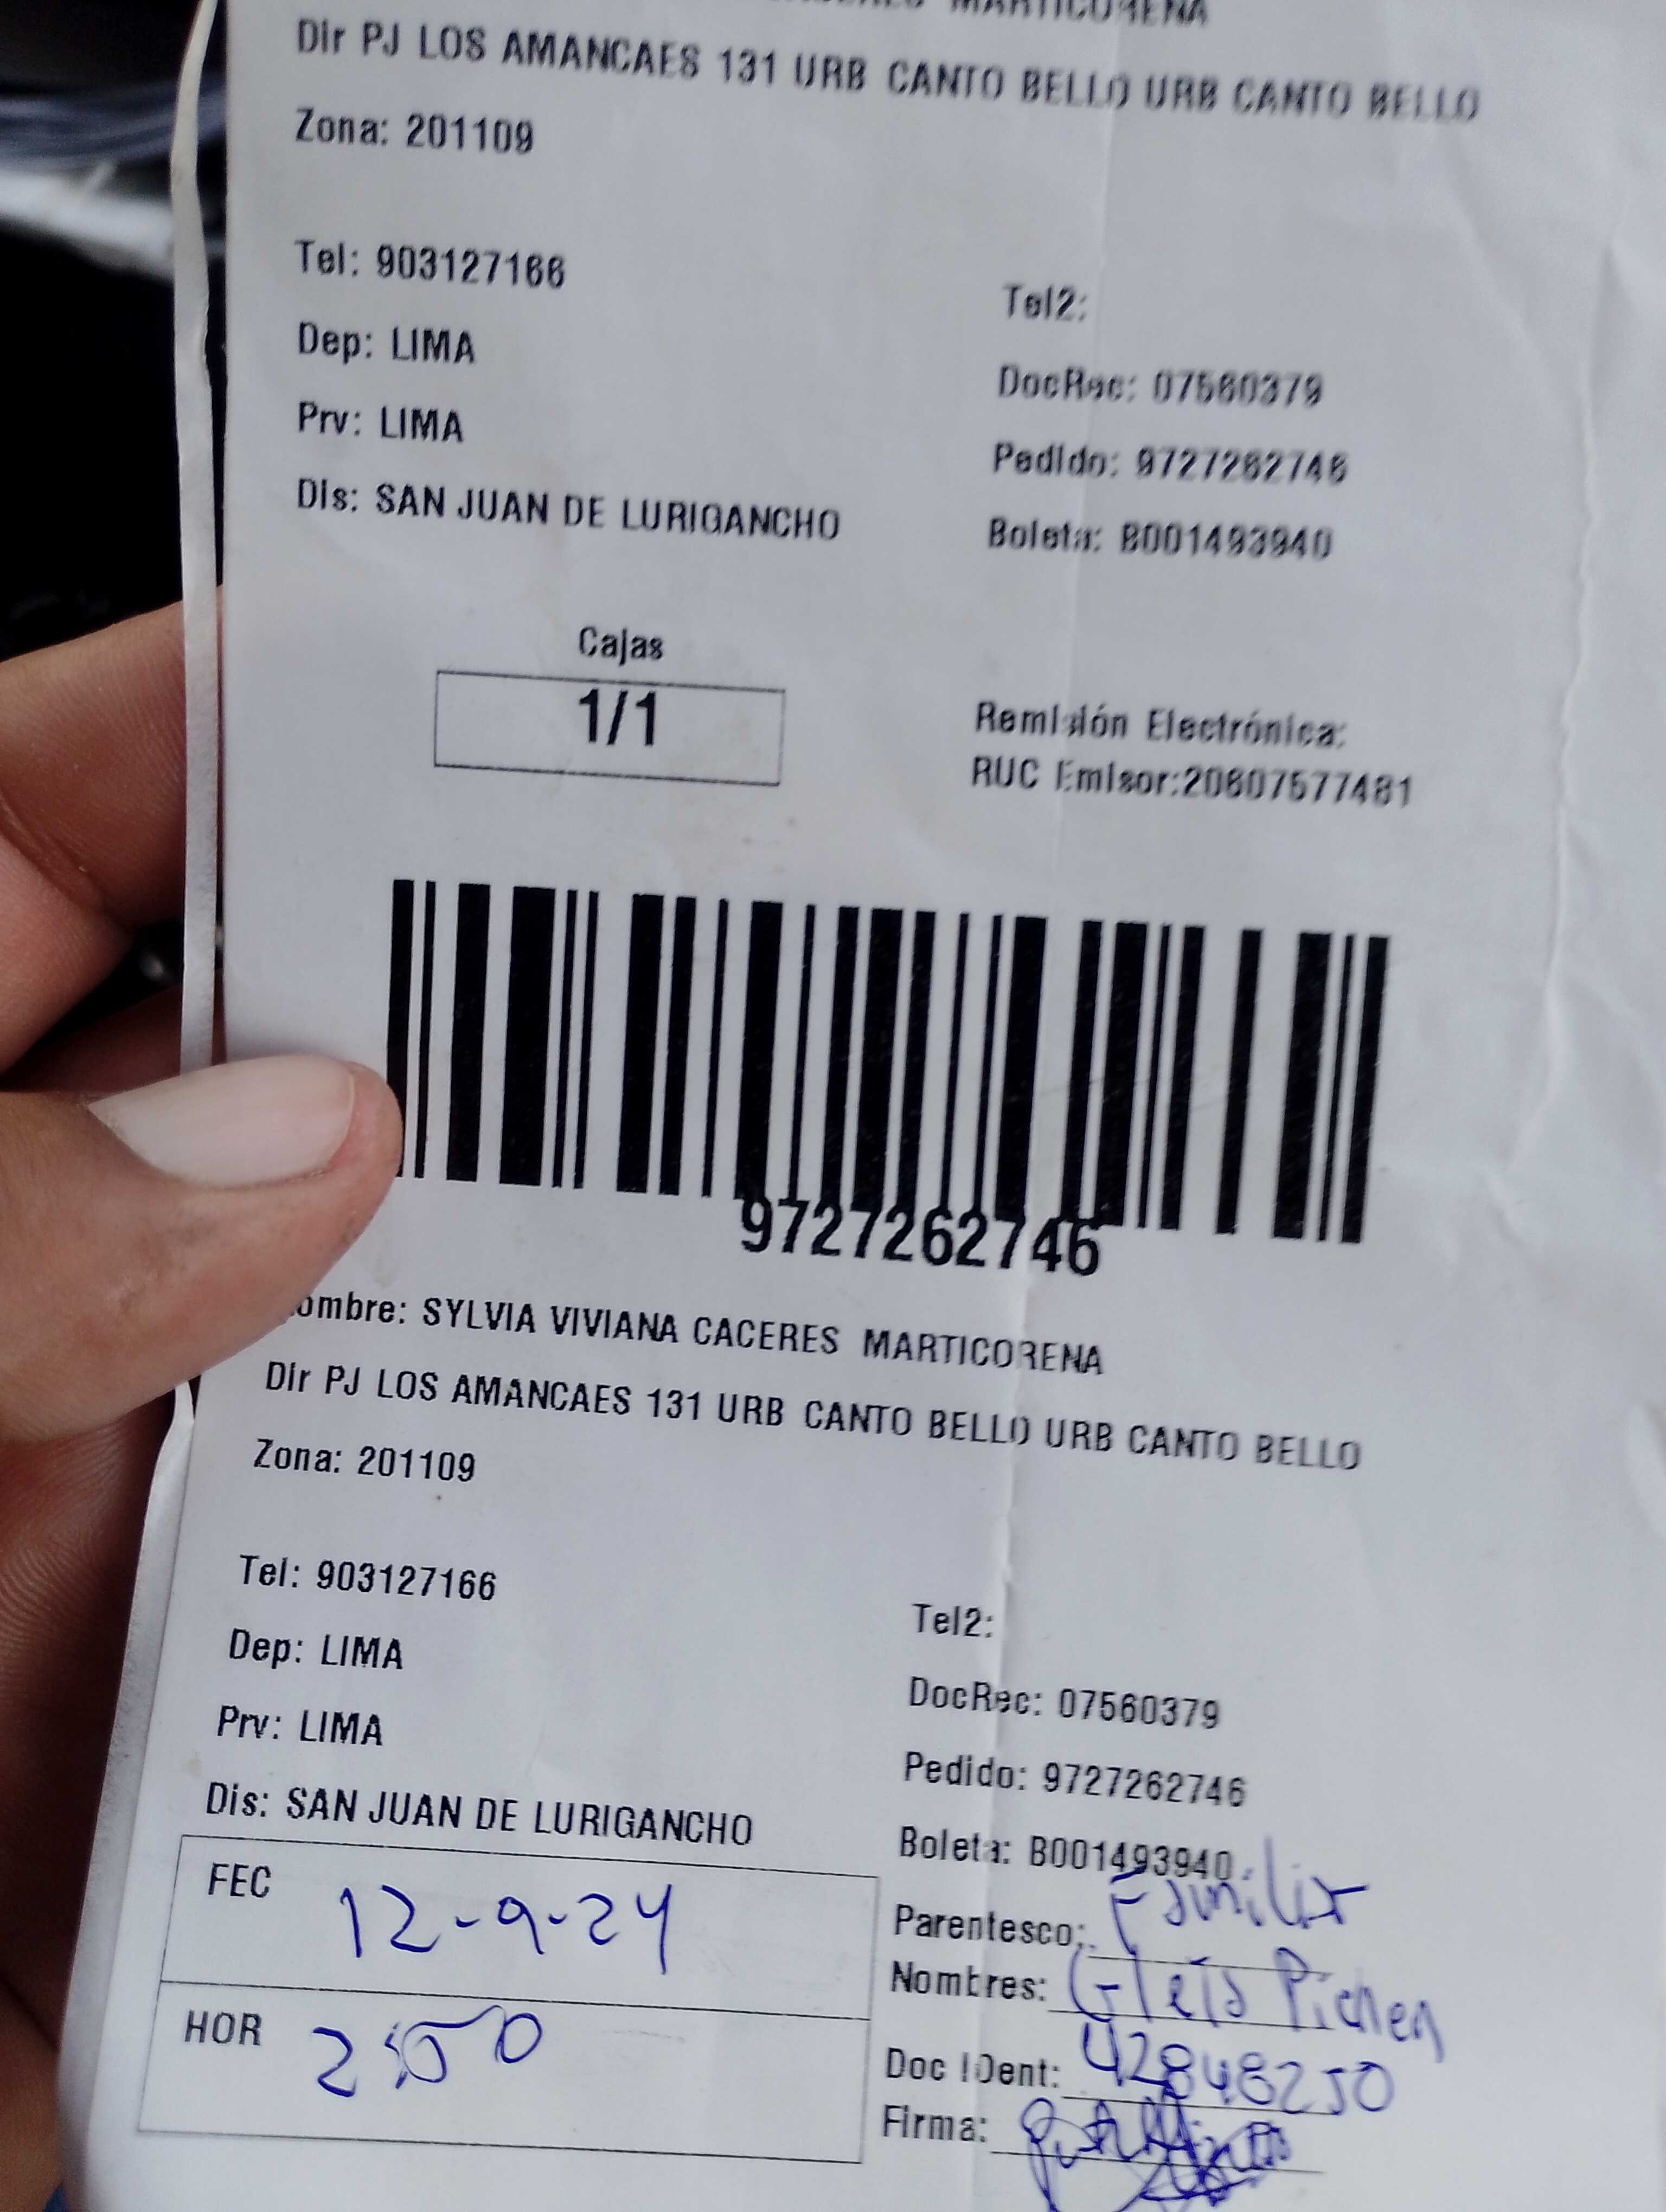 MARTICORENA
Dir PJ LOS AMANCAES 131 URB CANTO BELLO URB CANTO BELLO
Zona: 201109
Tel: 903127166
Tel2:
Dep: LIMA
DocRec: 07560379
Prv: LIMA
Pedido: 9727262746
Dis: SAN JUAN DE LURIGANCHO
Boleta: B001493940
Cajas
1/1
Remisión Electrónica:
RUC Emisor:20607577481
9727262746
ombre: SYLVIA VIVIANA CACERES MARTICORENA
Dir PJ LOS AMANCAES 131 URB CANTO BELLO URB CANTO BELLO
Zona: 201109
Tel: 903127166
Tel2:
Dep: LIMA
DocRec: 07560379
Prv: LIMA
Pedido: 9727262746
Dis: SAN JUAN DE LURIGANCHO
Boleta: B001493940
FEC 12-9-24
Parentesco: Familiar
Nombres: Pichen
HOR 2:50
Doc IDent: 42848250
Firma: